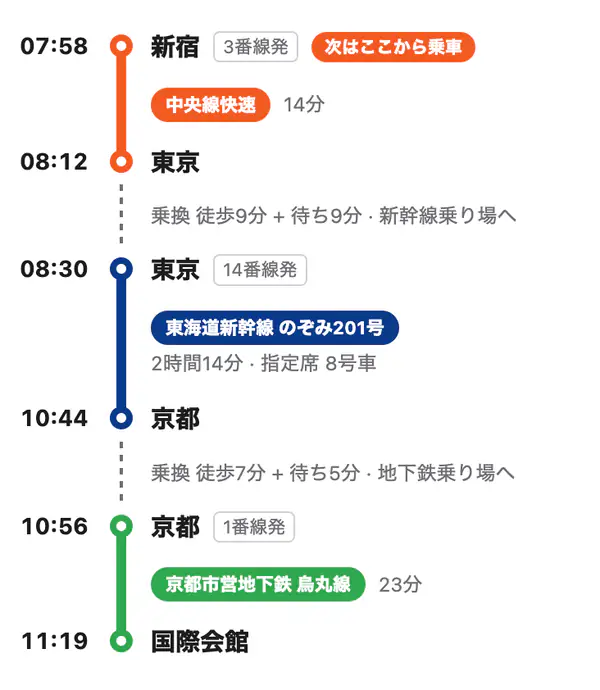 07:58 新宿 3番線発 次はここから乗車
中央線快速 14分
08:12 東京
乗換 徒歩9分 + 待ち9分 · 新幹線乗り場へ
08:30 東京 14番線発
東海道新幹線 のぞみ201号
2時間14分 · 指定席 8号車
10:44 京都
乗換 徒歩7分 + 待ち5分 · 地下鉄乗り場へ
10:56 京都 1番線発
京都市営地下鉄 烏丸線 23分
11:19 国際会館